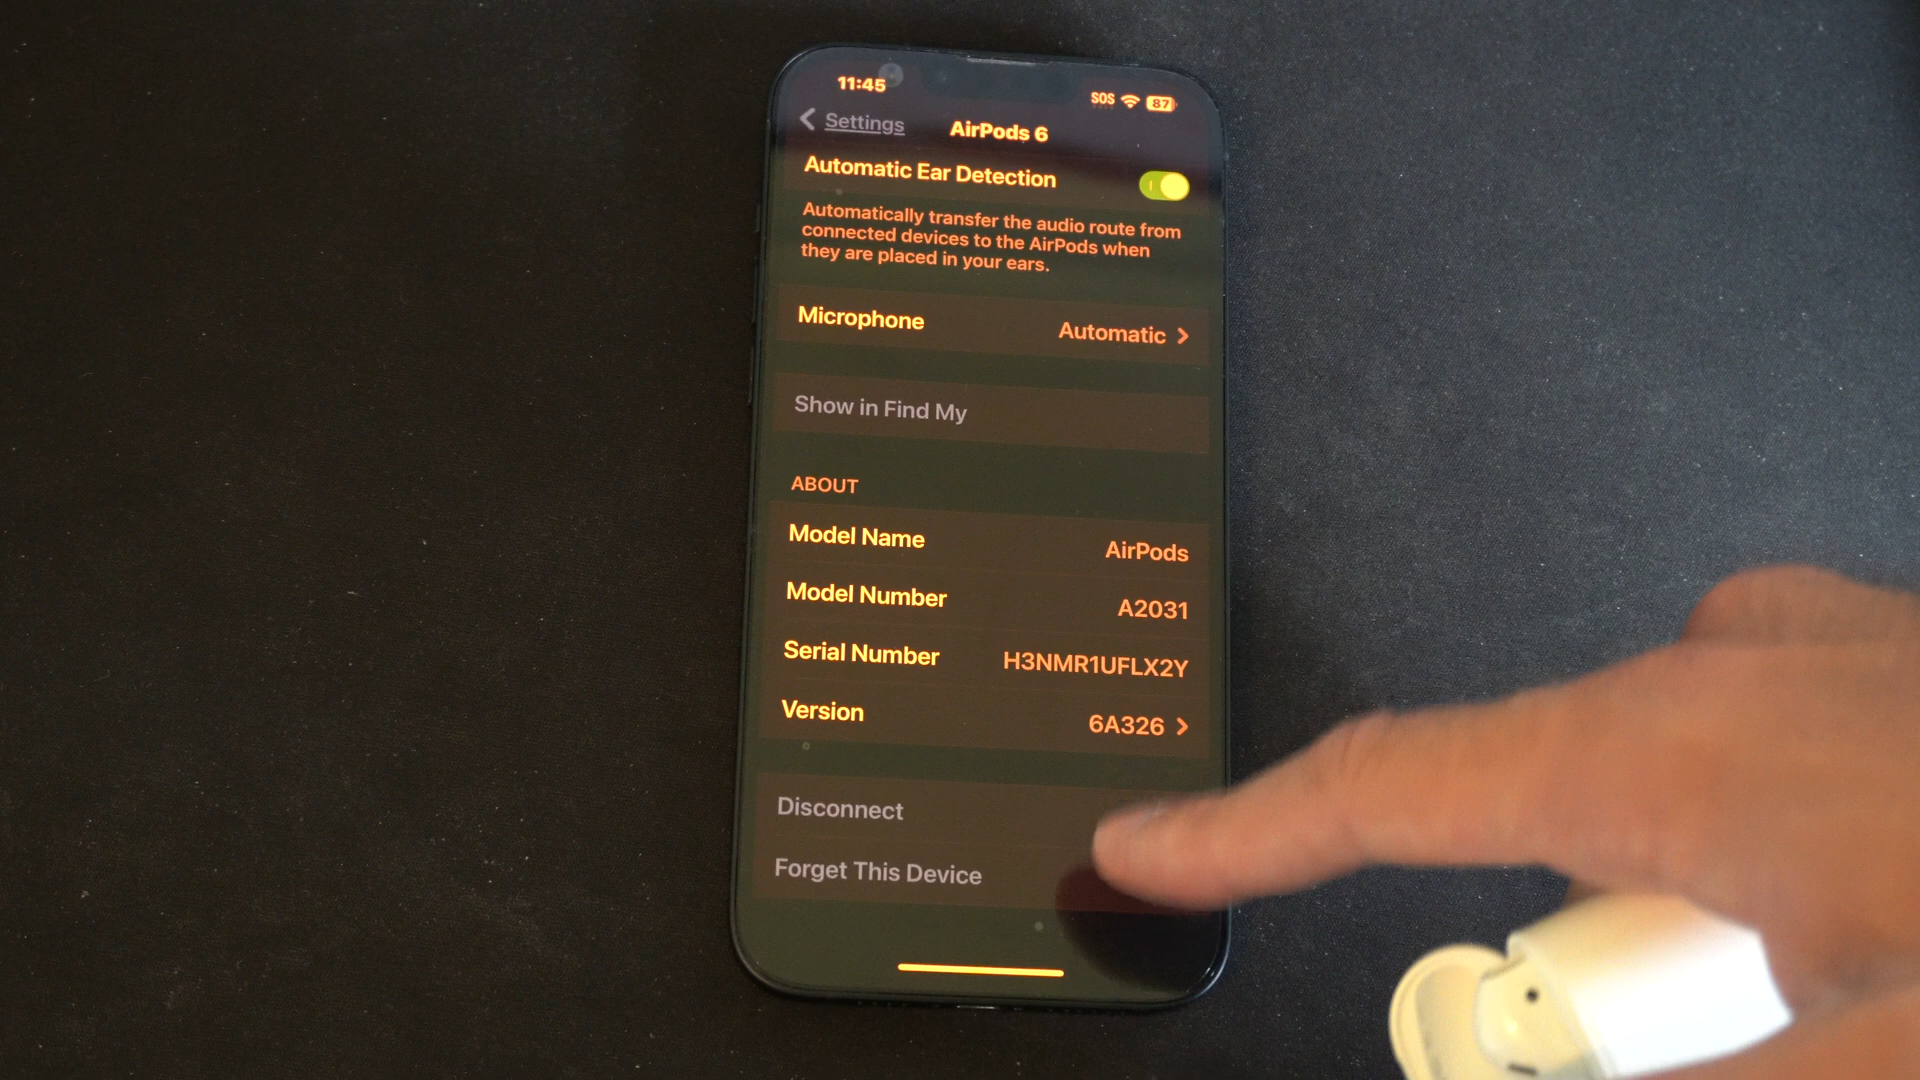 11:45
SOS 87
Settings
AirPods 6
Automatic Ear Detection
Automatically transfer the audio route from
connected devices to the AirPods when
they are placed in your ears.
Microphone Automatic
Show in Find My
ABOUT
Model Name AirPods
Model Number A2031
Serial Number H3NMR1UFLX2Y
Version 6A326
Disconnect
Forget This Device